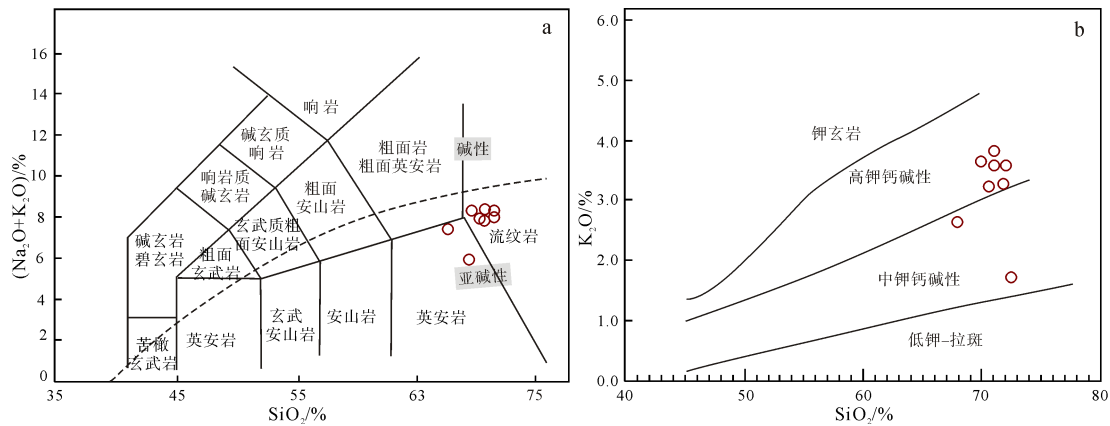 a
16
14
12
10
8
6
4
2
0
(Na₂O+K₂O)/%
35
45
55
63
75
SiO₂/%
响岩
碱玄质
响岩
粗面岩
粗面英安岩
碱性
响岩质
碱玄岩
粗面
安山岩
玄武质粗
面安山岩
碱玄岩
碧玄岩
粗面
玄武岩
流纹岩
亚碱性
苦橄
玄武岩
英安岩
玄武
安山岩
安山岩
英安岩
b
6.0
5.0
4.0
3.0
2.0
1.0
0.0
K₂O/%
40
50
60
70
80
SiO₂/%
钾玄岩
高钾钙碱性
中钾钙碱性
低钾–拉斑